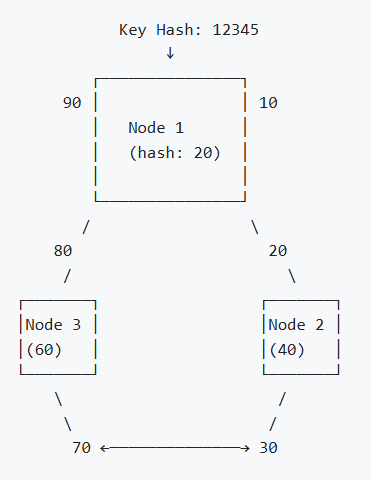 Key Hash: 12345
↓
90 10
Node 1
(hash: 20)
80 20
Node 3 Node 2
(60) (40)
70 ←──────────────→ 30